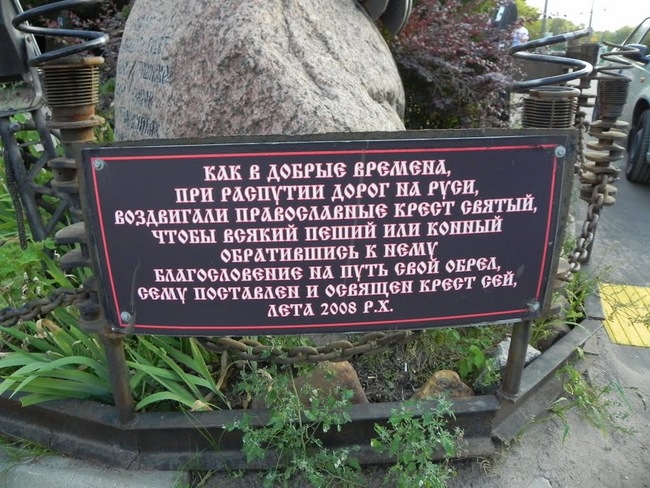 КАК В ДОБРЫЕ ВРЕМЕНА,
ПРИ РАСПУТИИ ДОРОГ НА РУСИ,
ВОЗДВИГАЛИ ПРАВОСЛАВНЫЕ КРЕСТ СВЯТЫЙ,
ЧТОБЫ ВСЯКИЙ ПЕШИЙ ИЛИ КОННЫЙ
ОБРАТИВШИСЬ К НЕМУ
БЛАГОСЛОВЕНИЕ НА ПУТЬ СВОЙ ОБРЕЛ,
СЕМУ ПОСТАВЛЕН И ОСВЯЩЕН КРЕСТ СЕЙ,
ЛЕТА 2008 Р.Х.